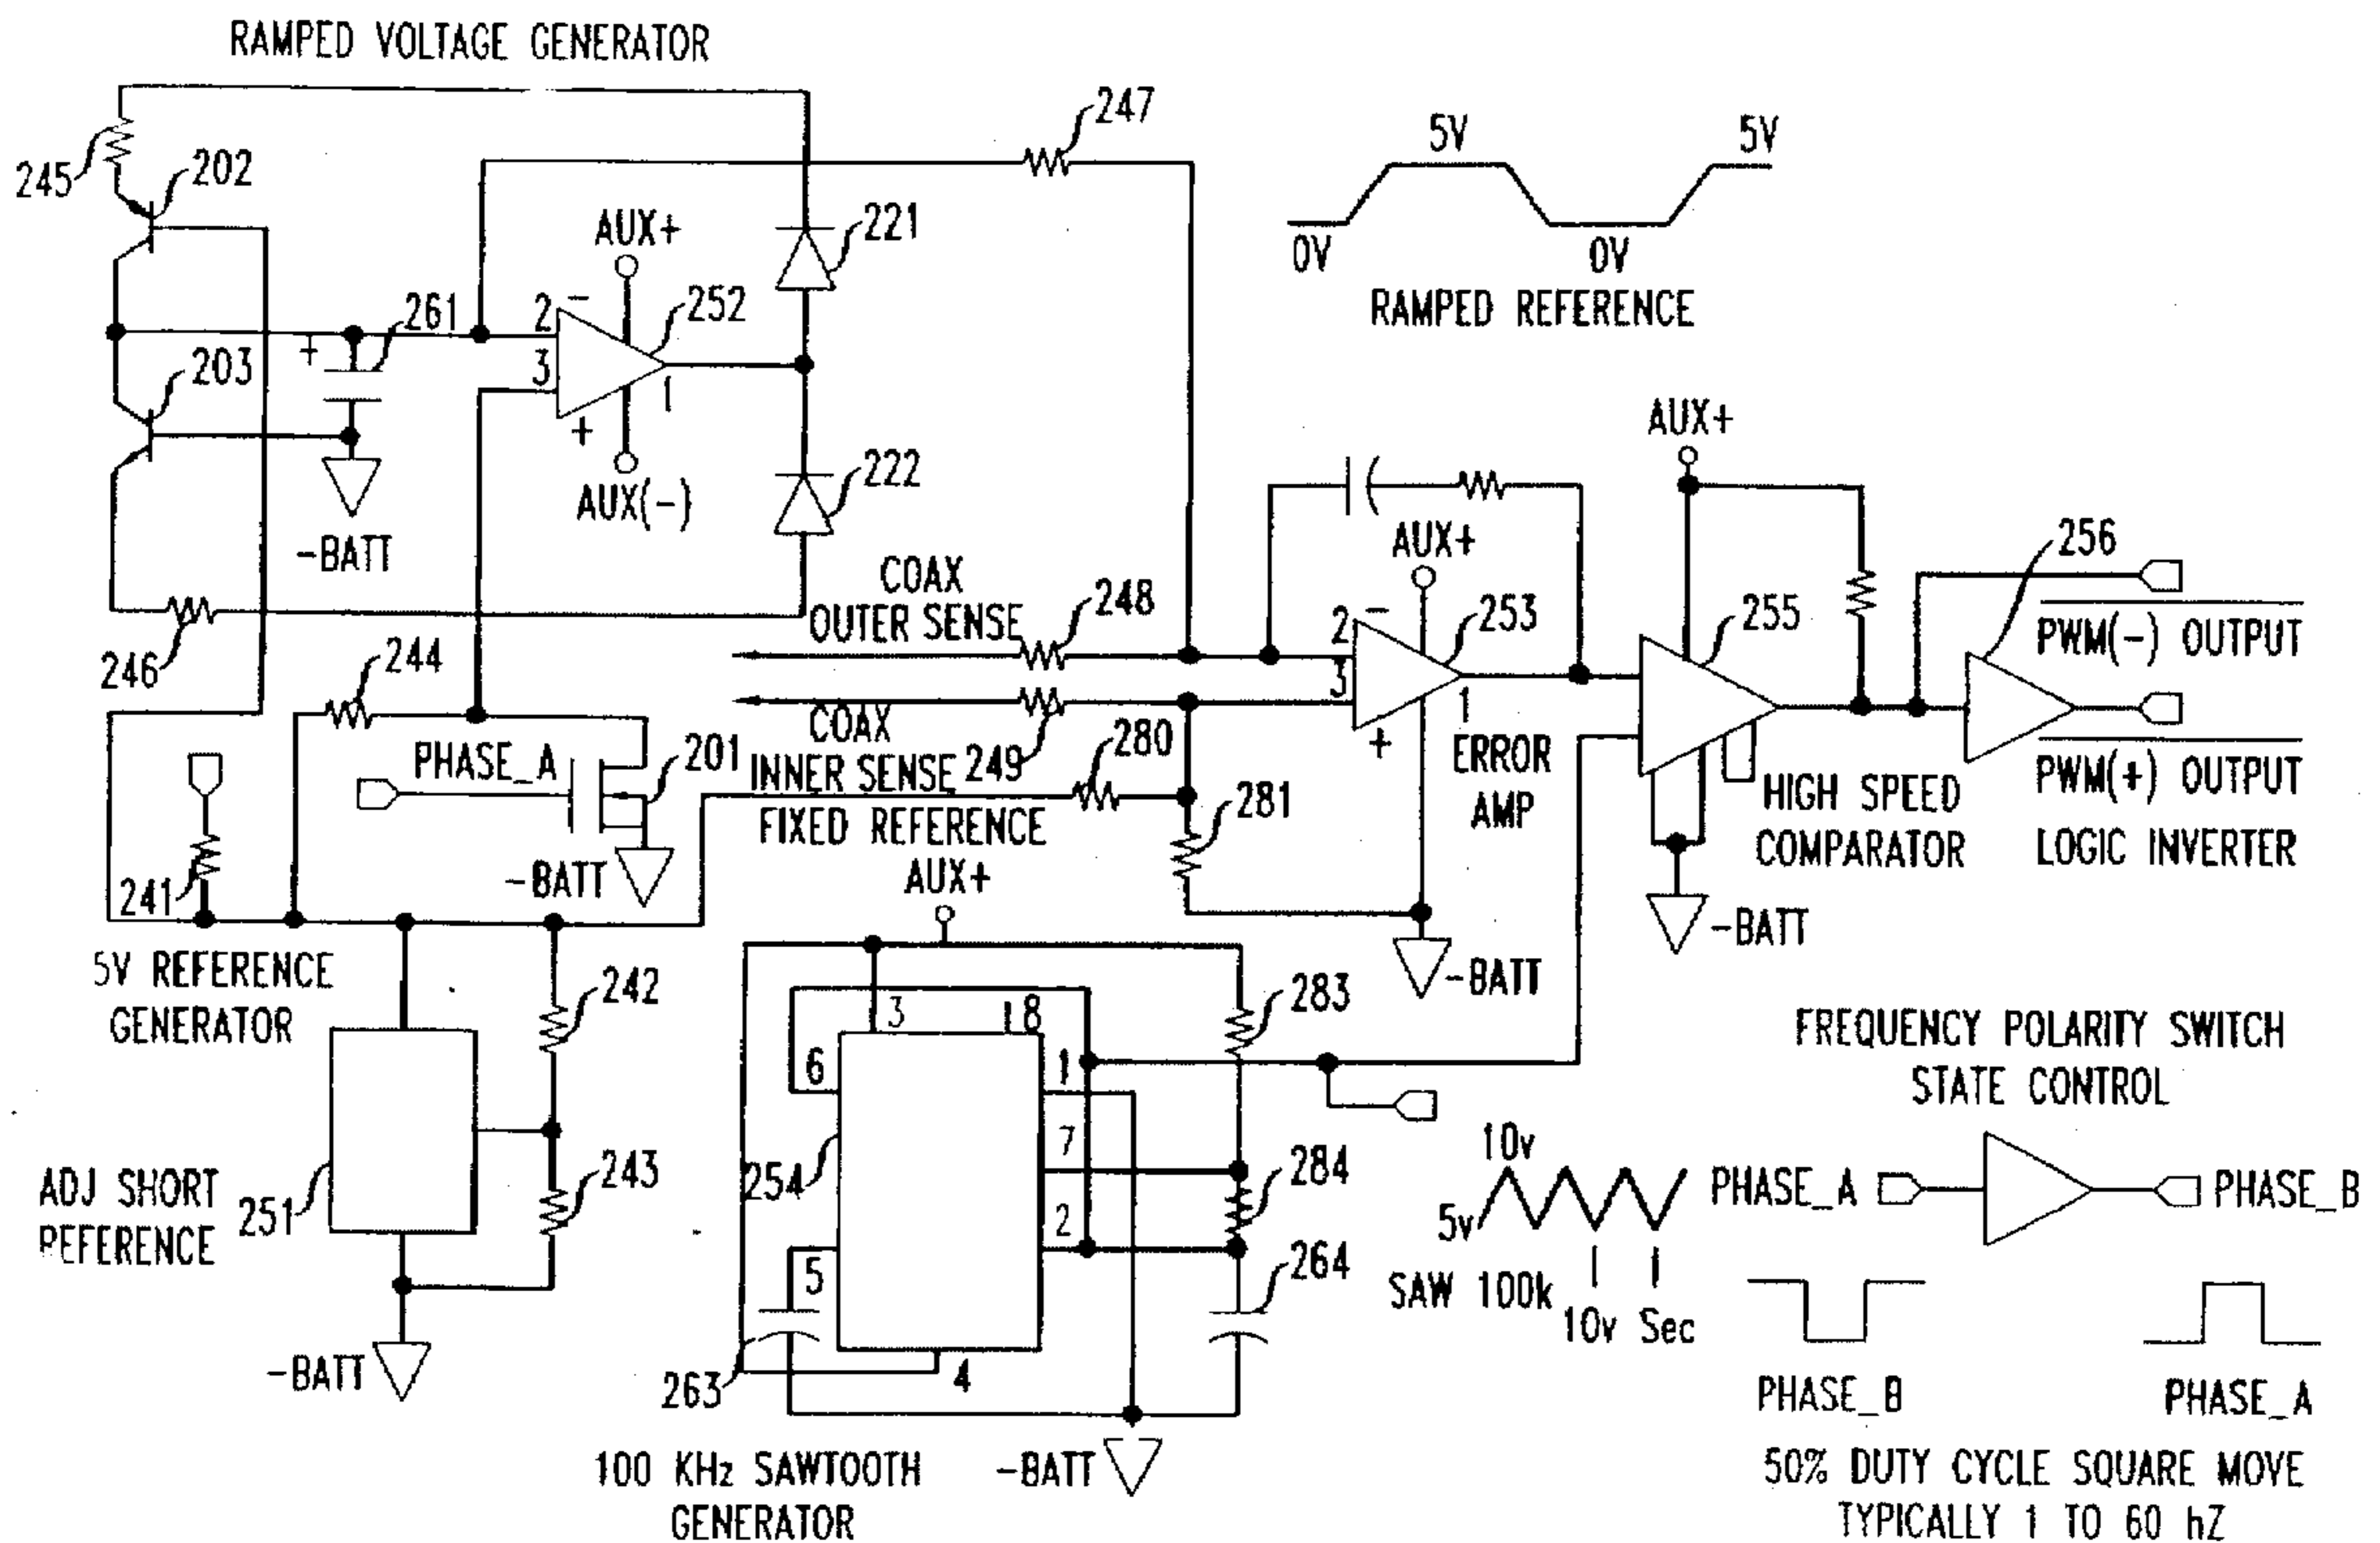 RAMPED VOLTAGE GENERATOR
245
202
203
261
AUX+
2
-
252
3
+
1
AUX(-)
221
222
247
-BATT
246
244
5V
5V
0V
0V
RAMPED REFERENCE
COAX
OUTER SENSE
248
COAX
INNER SENSE
249
280
FIXED REFERENCE
281
AUX+
2
-
253
3
+
1
ERROR
AMP
-BATT
AUX+
255
256
PWM(-) OUTPUT
PWM(+) OUTPUT
HIGH SPEED
COMPARATOR
LOGIC INVERTER
-BATT
PHASE_A
201
-BATT
241
5V REFERENCE
GENERATOR
242
243
ADJ SHORT
REFERENCE
251
-BATT
+
AUX+
3
8
6
1
7
2
5
4
254
263
283
284
264
100 KHz SAWTOOTH
GENERATOR
-BATT
10v
5v
SAW 100k
10v Sec
FREQUENCY POLARITY SWITCH
STATE CONTROL
PHASE_A
PHASE_B
PHASE_B
PHASE_A
50% DUTY CYCLE SQUARE MOVE
TYPICALLY 1 TO 60 hZ